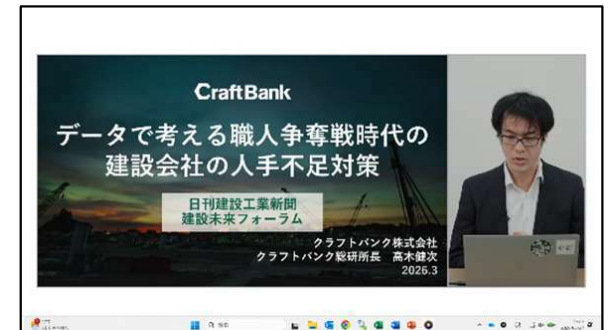 CraftBank
データで考える職人争奪戦時代の
建設会社の人手不足対策
日刊建設工業新聞
建設未来フォーラム
クラフトバンク株式会社
クラフトバンク総研所長　高木健次
2026.3